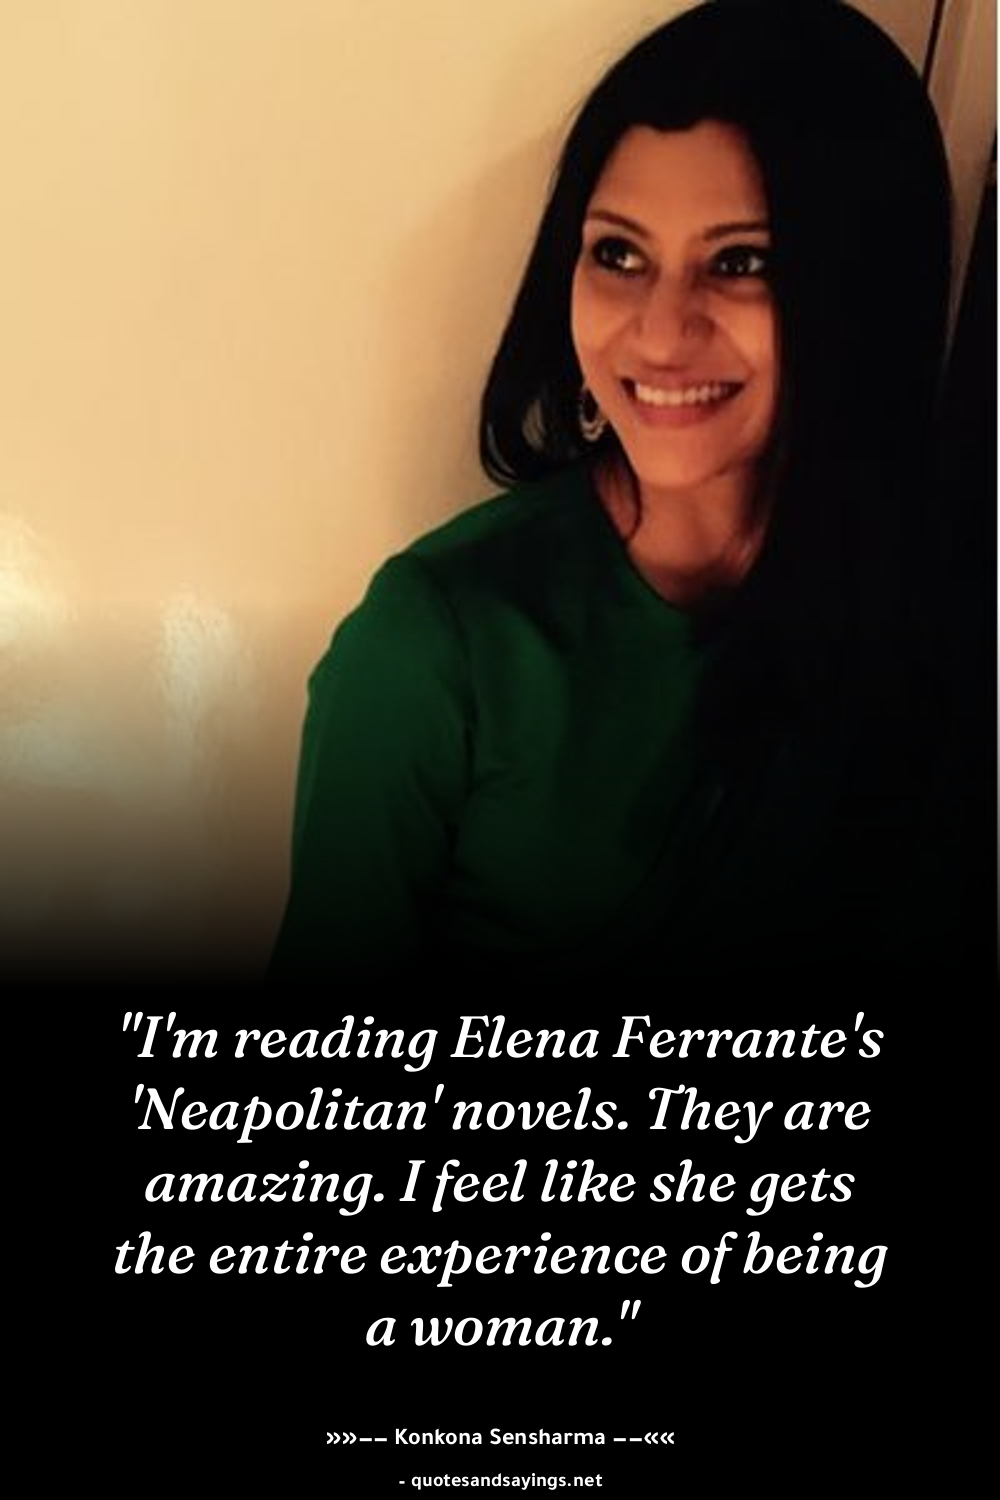 "I'm reading Elena Ferrante's
'Neapolitan' novels. They are
amazing. I feel like she gets
the entire experience of being
a woman."
»»−− Konkona Sensharma −−««
- quotesandsayings.net